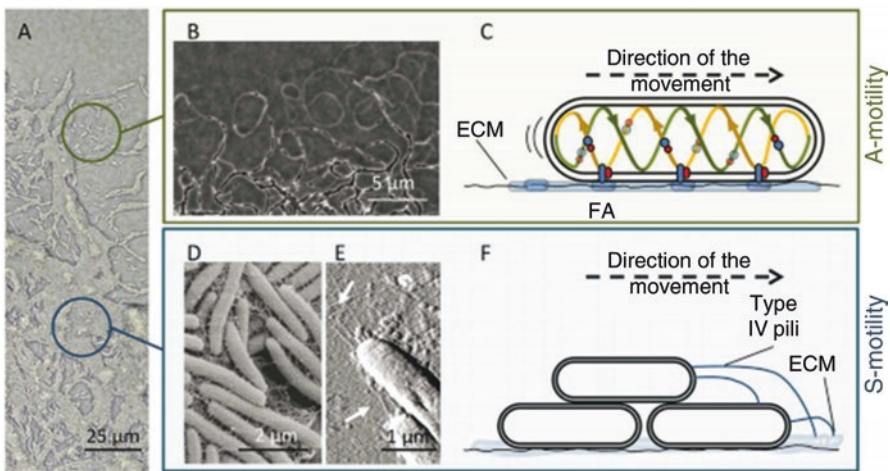 A
25 µm
B
5 µm
C
Direction of the
movement
ECM
FA
A-motility
D
2 µm
E
1 µm
F
Direction of the
movement
Type
IV pili
ECM
S-motility